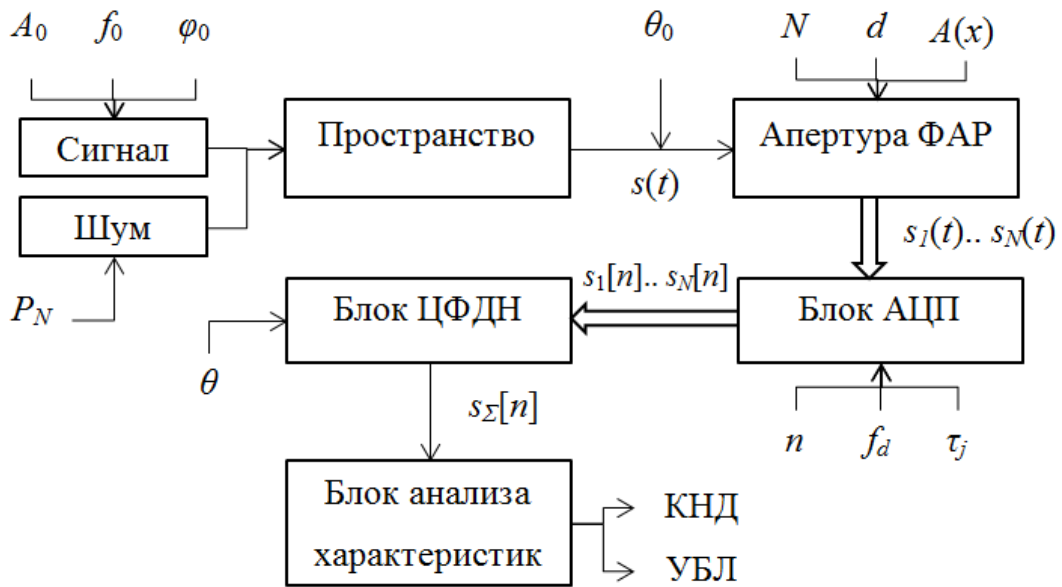 A₀ f₀ φ₀
θ₀
N d A(x)
Сигнал
Пространство
Апертура ФАР
s(t)
Шум
s₁(t).. s_N(t)
P_N
Блок ЦФДН
s₁[n].. s_N[n]
Блок АЦП
θ
s_Σ[n]
n f_d τ_j
Блок анализа
характеристик
КНД
УБЛ